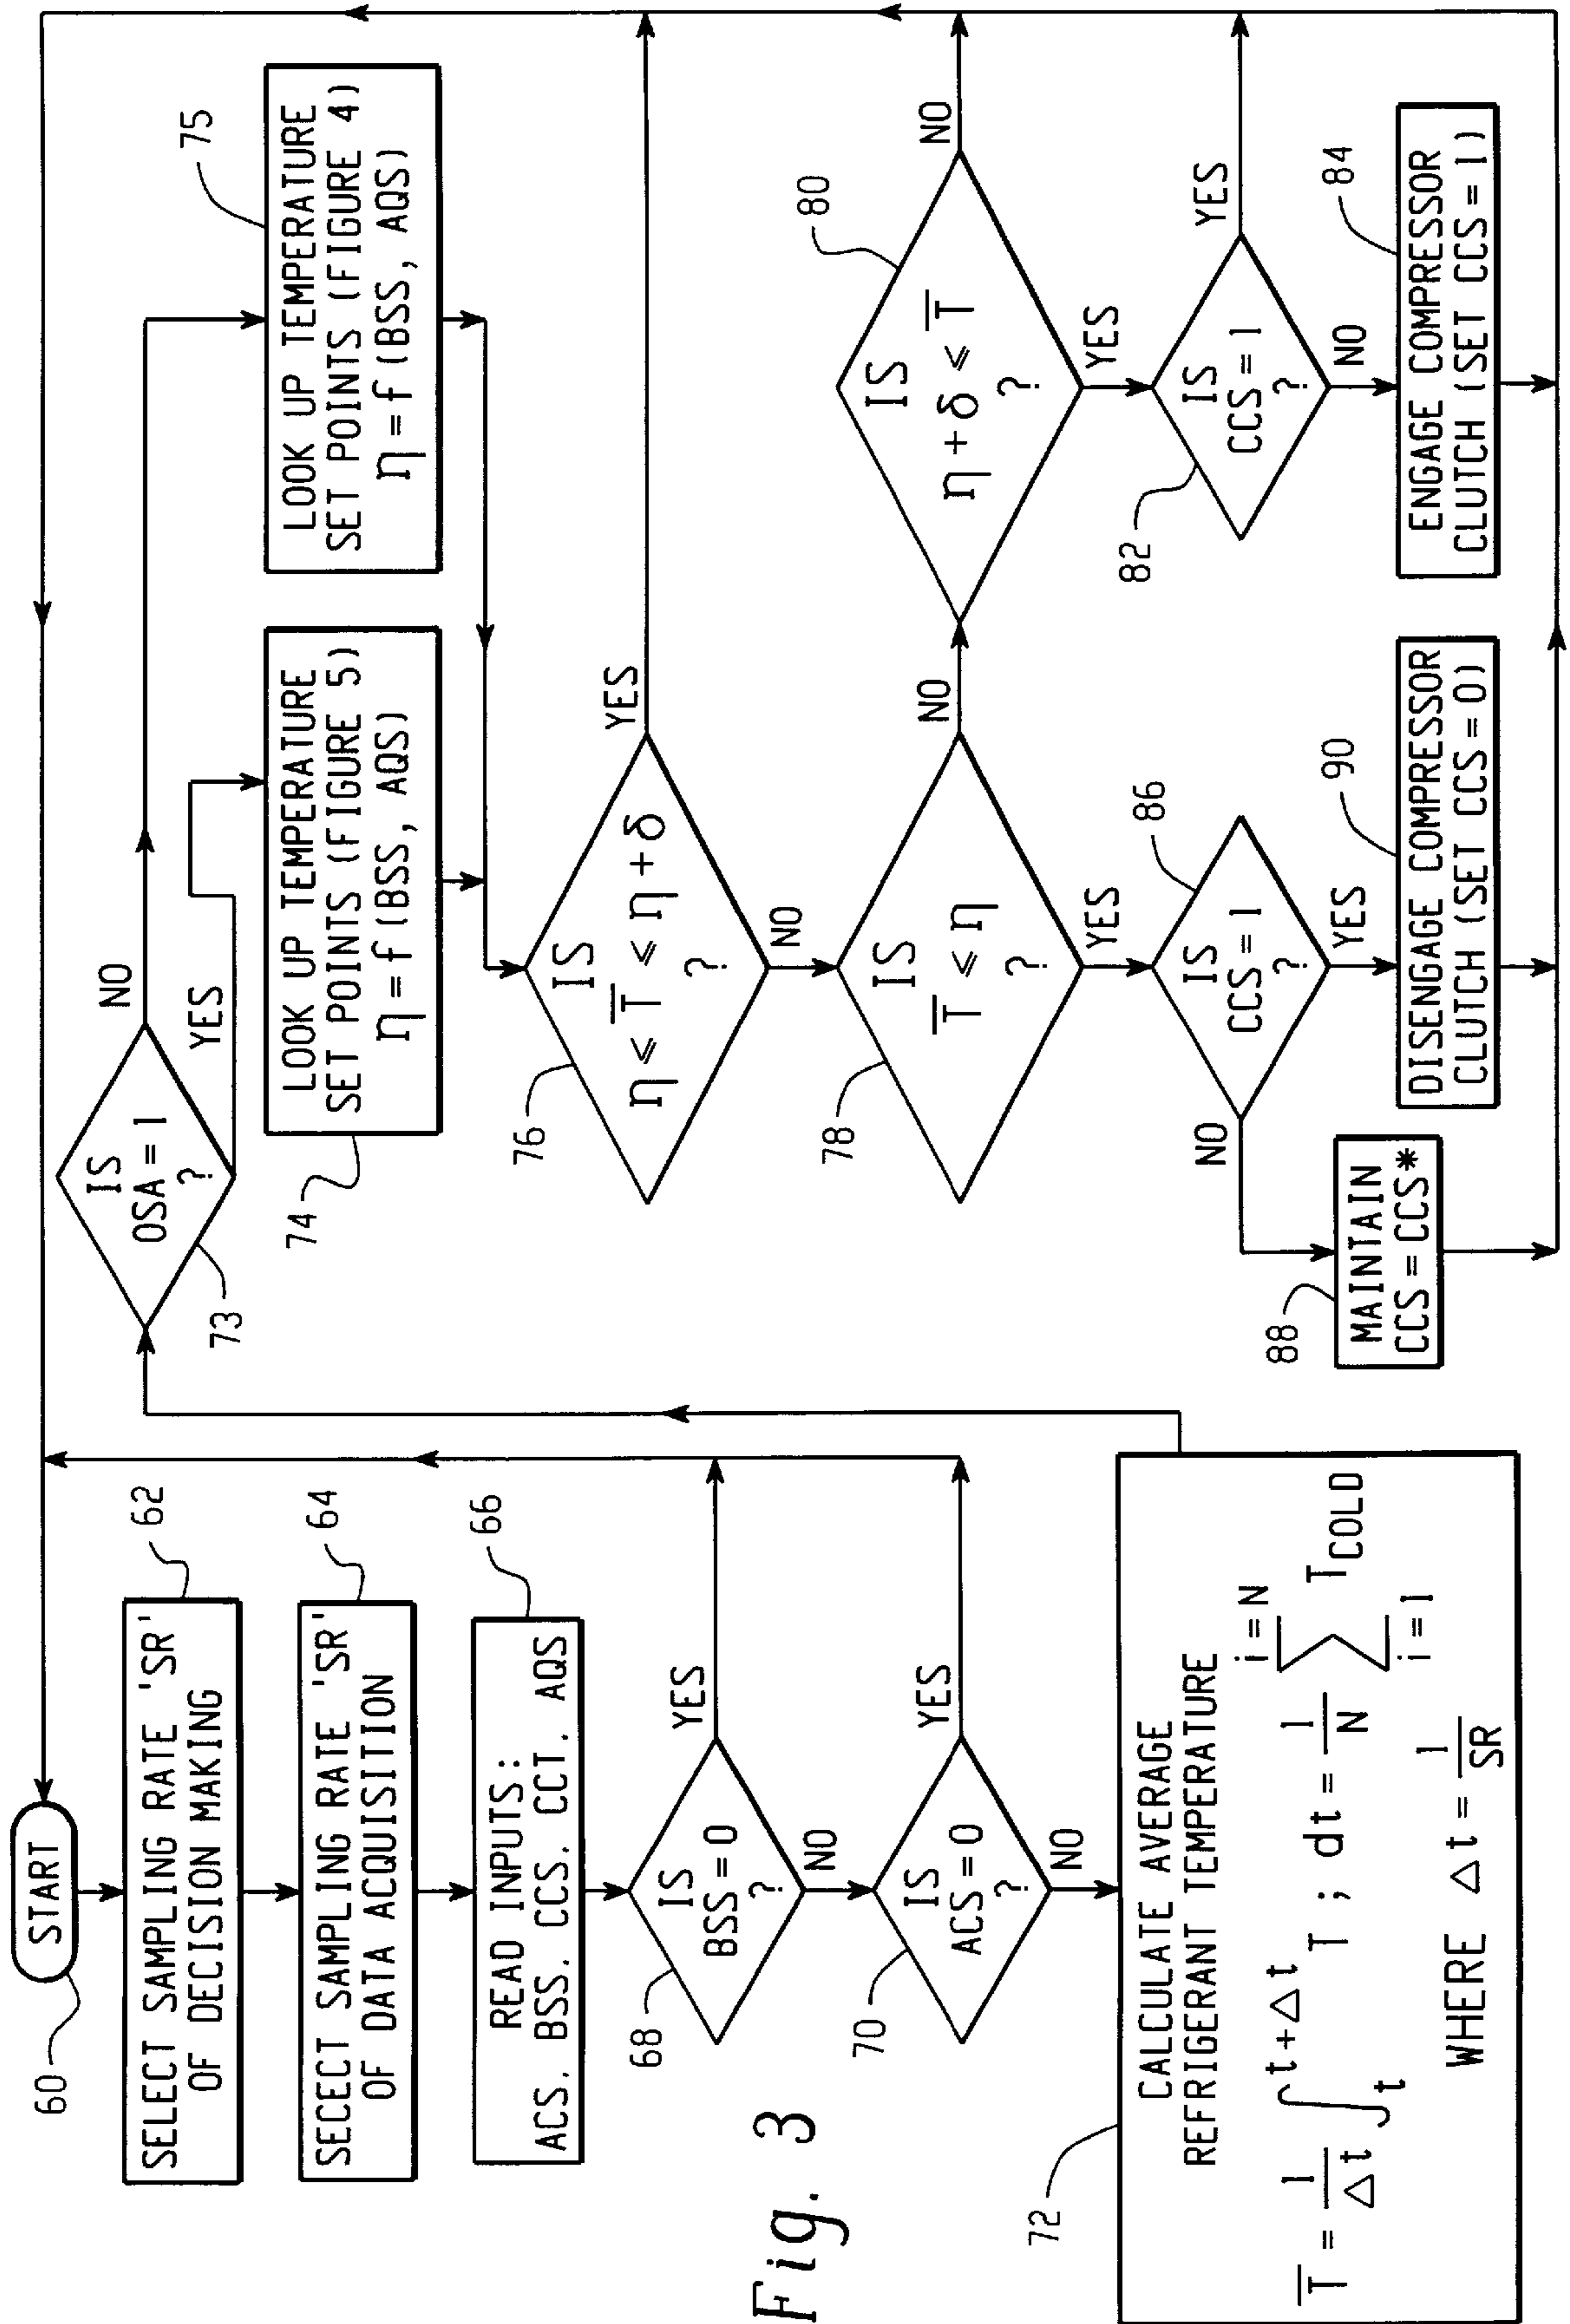 START
60
SELECT SAMPLING RATE 'SR'
OF DECISION MAKING
62
SECECT SAMPLING RATE 'SR'
OF DATA ACQUISITION
64
READ INPUTS:
ACS. BSS. CCS. CCT. AQS
66
IS
BSS = 0
?
68
YES
NO
IS
ACS = 0
?
70
YES
NO
CALCULATE AVERAGE
REFRIGERANT TEMPERATURE
T̅ = 1/△t ∫ₜᵗ⁺△ᵗ T ; dt = 1/N ∑ᵢ₌₁ⁱ⁼ᴺ T COLD
WHERE △t = 1/SR
72
Fig. 3
IS
OSA = 1
?
73
NO
YES
LOOK UP TEMPERATURE
SET POINTS (FIGURE 5)
η = f (BSS, AQS)
74
LOOK UP TEMPERATURE
SET POINTS (FIGURE 4)
η = f (BSS, AQS)
75
IS
η ⩽ T̅ ⩽ η + δ
?
76
YES
NO
IS
T̅ ⩽ η
?
78
NO
YES
IS
η + δ ⩽ T̅
?
80
NO
YES
IS
CCS = 1
?
86
NO
YES
IS
CCS = 1
?
82
YES
NO
MAINTAIN
CCS = CCS*
88
DISENGAGE COMPRESSOR
CLUTCH (SET CCS = 0)
90
ENGAGE COMPRESSOR
CLUTCH (SET CCS = 1)
84